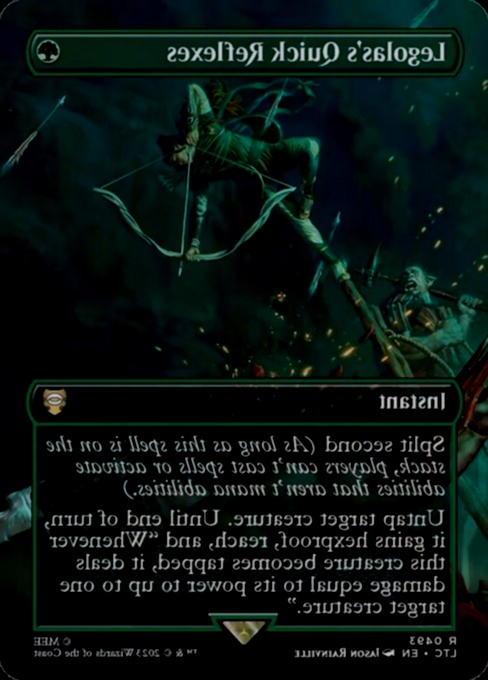 Legolas's Quick Reflexes
Instant
Split second (As long as this spell is on the
stack, players can't cast spells or activate
abilities that aren't mana abilities.)
Untap target creature. Until end of turn,
it gains hexproof, reach, and "Whenever
this creature becomes tapped, it deals
damage equal to its power to up to one
target creature."
R 0493
LTC • EN JASON RAINVILLE
© MEE
™ & © 2023 Wizards of the Coast